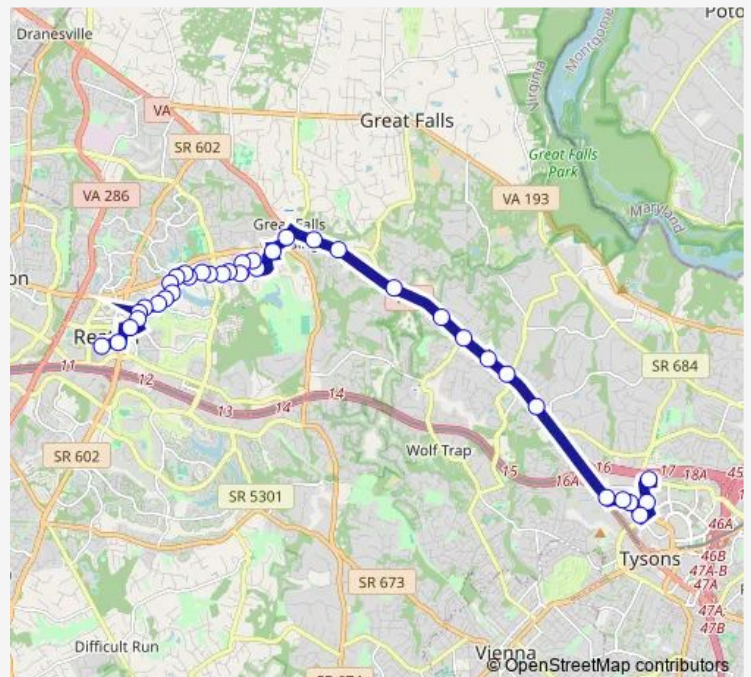 Poto
Dranesville
VA
Great Falls
SR 602
Virginia
Montgome
Great Falls
Park
VA 286
VA 193
Maryland
Great Falls
on
Rest
11
12
13
14
14
SR 684
SR 602
Wolf Trap
15
16A
16
17
18A
45
SR 5301
46A
Tysons
46B
47A-B
47A
SR 673
47A,
47B
Difficult Run
Vienna
© OpenStreetMap contributors